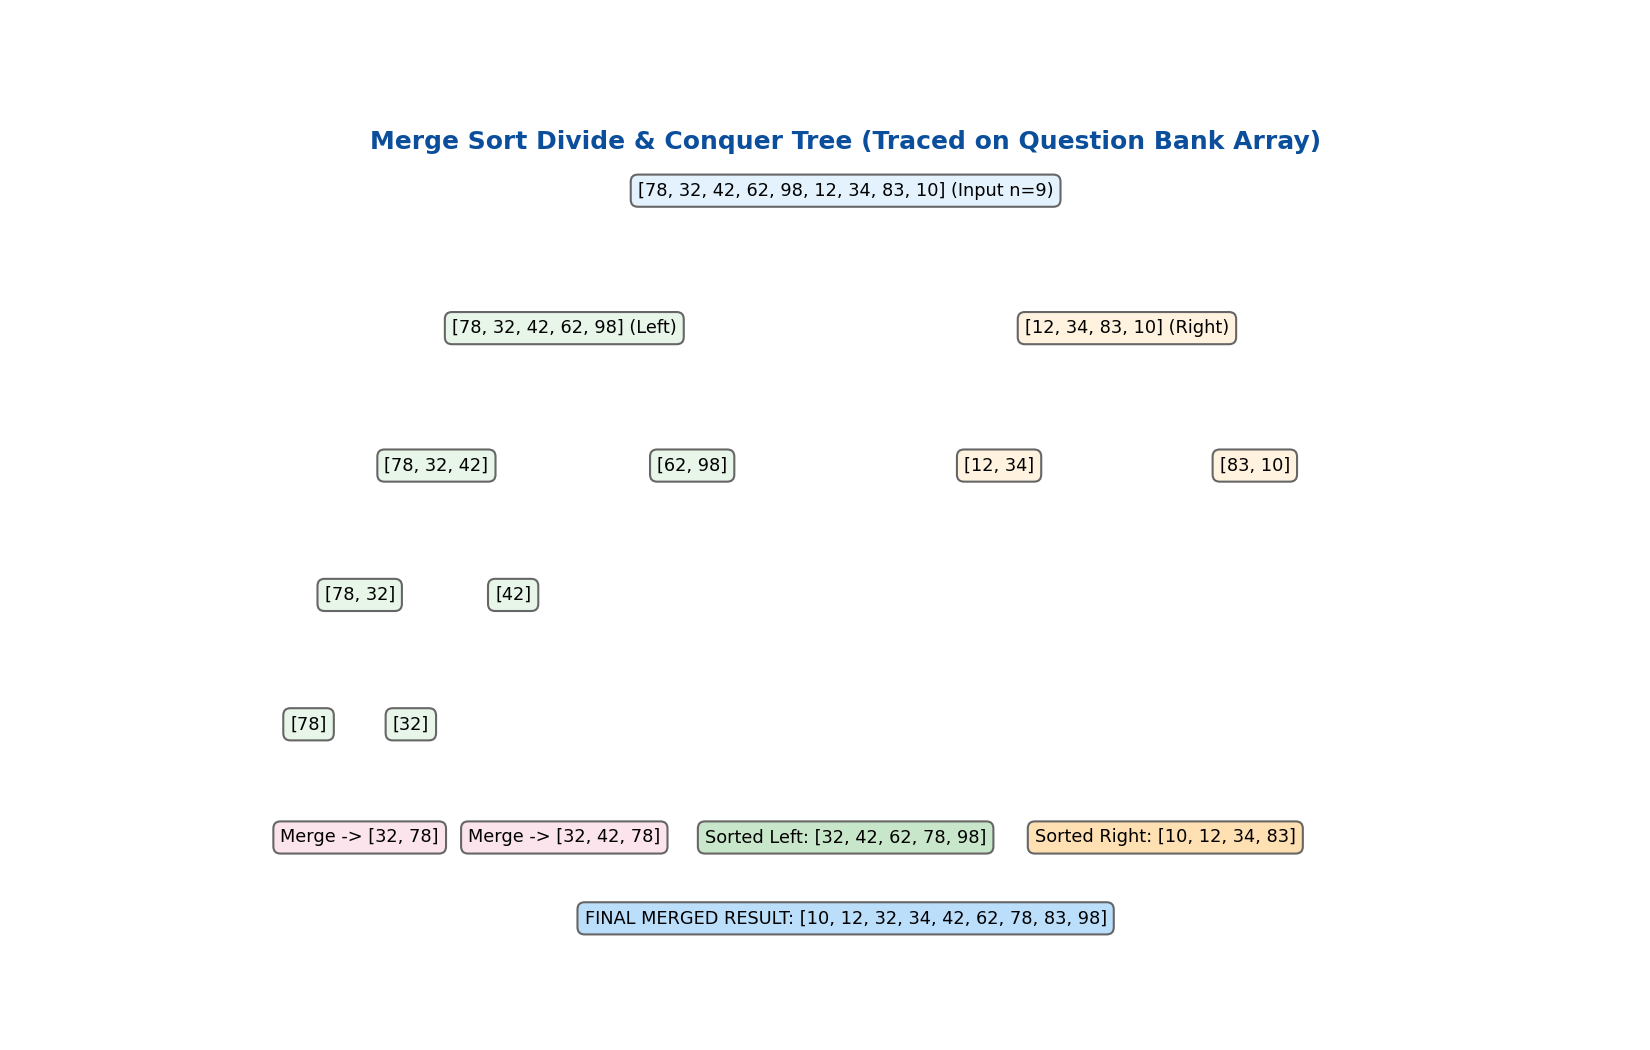 Merge Sort Divide & Conquer Tree (Traced on Question Bank Array)
[78, 32, 42, 62, 98, 12, 34, 83, 10] (Input n=9)
[78, 32, 42, 62, 98] (Left)
[12, 34, 83, 10] (Right)
[78, 32, 42]
[62, 98]
[12, 34]
[83, 10]
[78, 32]
[42]
[78]
[32]
Merge -> [32, 78]
Merge -> [32, 42, 78]
Sorted Left: [32, 42, 62, 78, 98]
Sorted Right: [10, 12, 34, 83]
FINAL MERGED RESULT: [10, 12, 32, 34, 42, 62, 78, 83, 98]